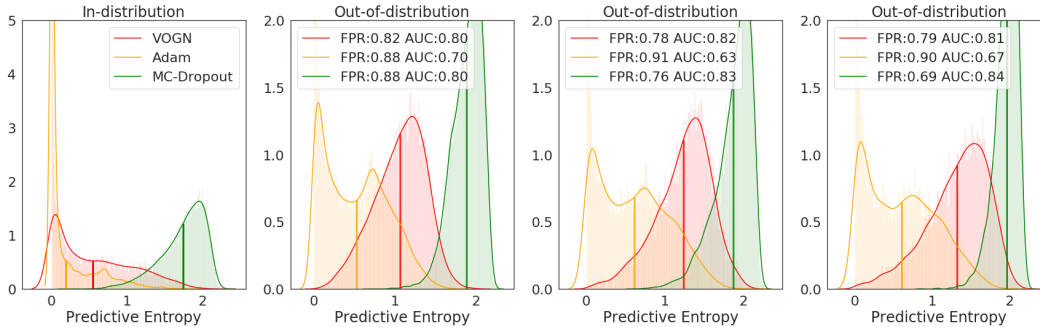 In-distribution
5
4
3
2
1
0
VOGN
Adam
MC-Dropout
0
1
2
Predictive Entropy
Out-of-distribution
2.0
1.5
1.0
0.5
0.0
FPR:0.82 AUC:0.80
FPR:0.88 AUC:0.70
FPR:0.88 AUC:0.80
0
1
2
Predictive Entropy
Out-of-distribution
2.0
1.5
1.0
0.5
0.0
FPR:0.78 AUC:0.82
FPR:0.91 AUC:0.63
FPR:0.76 AUC:0.83
0
1
2
Predictive Entropy
Out-of-distribution
2.0
1.5
1.0
0.5
0.0
FPR:0.79 AUC:0.81
FPR:0.90 AUC:0.67
FPR:0.69 AUC:0.84
0
1
2
Predictive Entropy